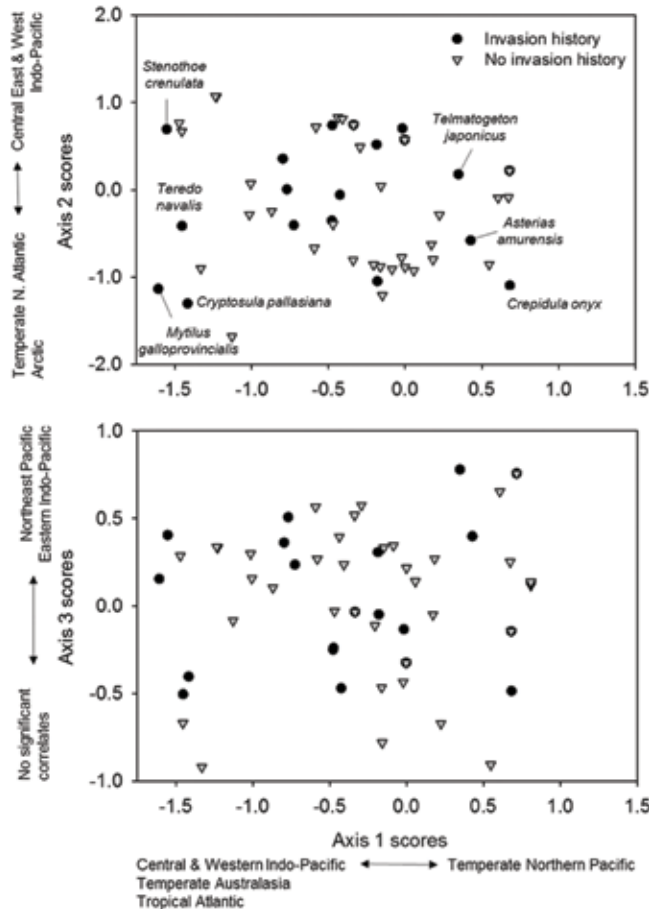 Central East & West
Indo-Pacific
Temperate N. Atlantic
Arctic
Axis 2 scores
2.0
1.0
0.0
-1.0
-2.0
Invasion history
No invasion history
Stenothoe
crenulata
Telmatogeton
japonicus
Teredo
navalis
Asterias
amurensis
Cryptosula pallasiana
Crepidula onyx
Mytilus
galloprovincialis
-1.5 -1.0 -0.5 0.0 0.5 1.0 1.5
Northeast Pacific
Eastern Indo-Pacific
No significant
correlates
Axis 3 scores
1.0
0.5
0.0
-0.5
-1.0
-1.5 -1.0 -0.5 0.0 0.5 1.0 1.5
Axis 1 scores
Central & Western Indo-Pacific Temperate Northern Pacific
Temperate Australasia
Tropical Atlantic